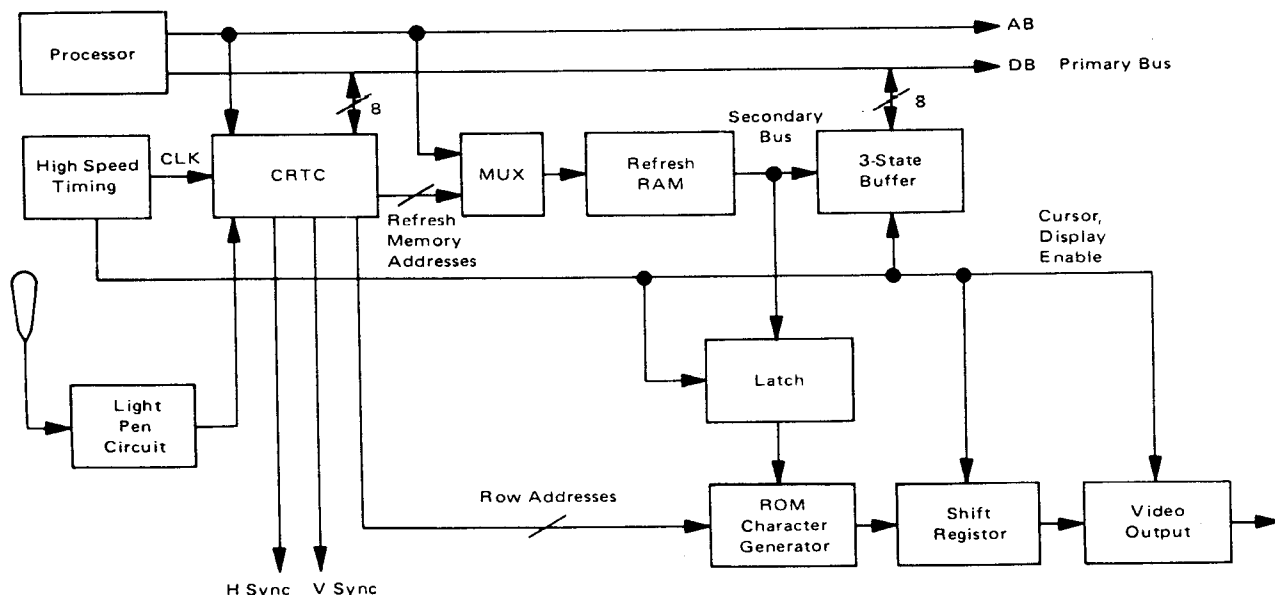 AB
Processor
DB Primary Bus
8
8
Secondary
Bus
High Speed
Timing
CLK
CRTC
MUX
Refresh
RAM
3-State
Buffer
Refresh
Memory
Addresses
Cursor,
Display
Enable
Latch
Light
Pen
Circuit
Row Addresses
ROM
Character
Generator
Shift
Registor
Video
Output
H Sync V Sync